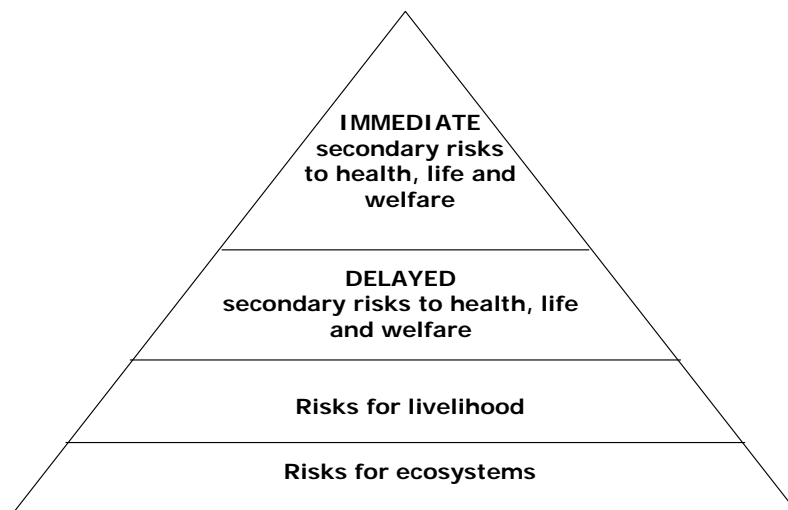 IMMEDIATE
secondary risks
to health, life and
welfare
DELAYED
secondary risks to health, life
and welfare
Risks for livelihood
Risks for ecosystems